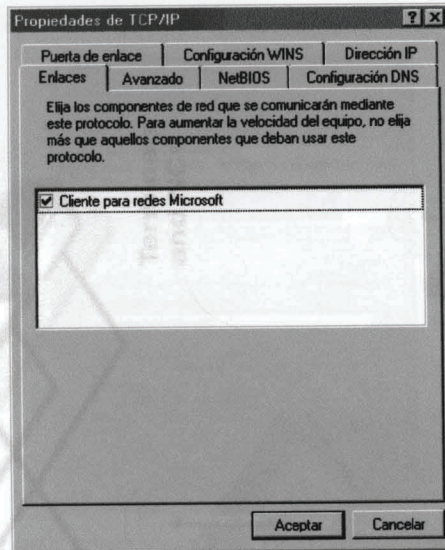 Propiedades de TCP/IP
Puerta de enlace
Configuración WINS
Dirección IP
Enlaces
Avanzado
NetBIOS
Configuración DNS
Elija los componentes de red que se comunicarán mediante
este protocolo. Para aumentar la velocidad del equipo, no elija
más que aquellos componentes que deban usar este
protocolo.
Cliente para redes Microsoft
Aceptar
Cancelar